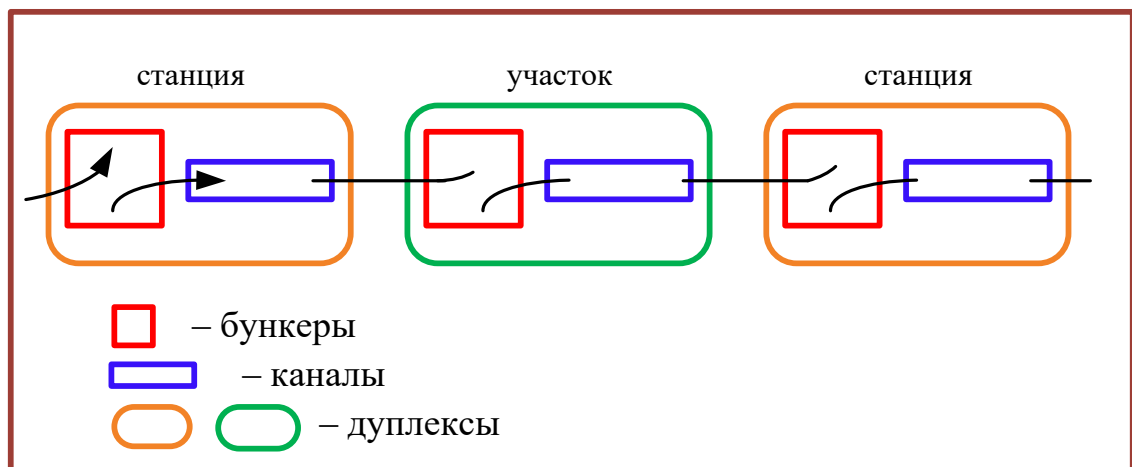 станция участок станция
– бункеры
– каналы
– дуплексы